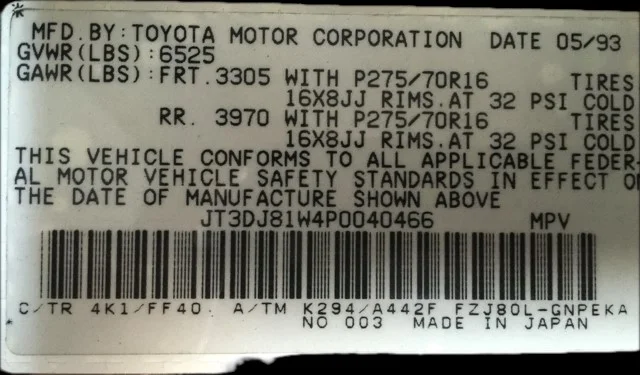 MFD.BY:TOYOTA MOTOR CORPORATION DATE 05/93
GVWR(LBS):6525
GAWR(LBS):FRT.3305 WITH P275/70R16 TIRES
16X8JJ RIMS.AT 32 PSI COLD
RR. 3970 WITH P275/70R16 TIRES
16X8JJ RIMS.AT 32 PSI COLD
THIS VEHICLE CONFORMS TO ALL APPLICABLE FEDER
AL MOTOR VEHICLE SAFETY STANDARDS IN EFFECT O
THE DATE OF MANUFACTURE SHOWN ABOVE
JT3DJ81W4P0040466 MPV
C/TR 4K1/FF40. A/TM K294/A442F FZJ80L-GNPEKA
NO 003 MADE IN JAPAN